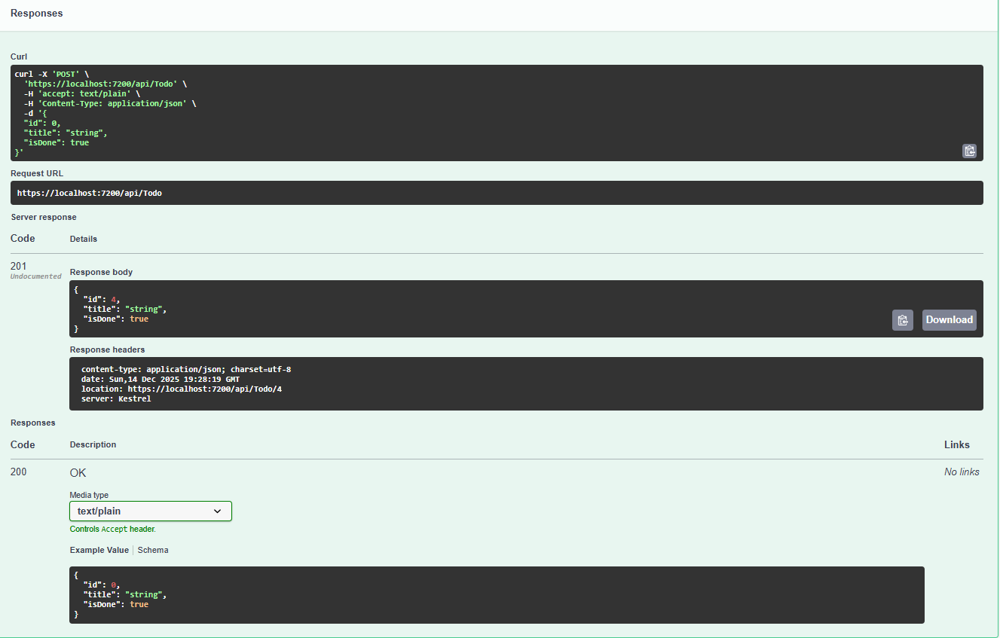 Responses
Curl
curl -X 'POST' \
  'https://localhost:7200/api/Todo' \
  -H 'accept: text/plain' \
  -H 'Content-Type: application/json' \
  -d '{
  "id": 0,
  "title": "string",
  "isDone": true
}'
Request URL
https://localhost:7200/api/Todo
Server response
Code Details
201
Undocumented
Response body
{
  "id": 4,
  "title": "string",
  "isDone": true
}
Download
Response headers
content-type: application/json; charset=utf-8
date: Sun,14 Dec 2025 19:28:19 GMT
location: https://localhost:7200/api/Todo/4
server: Kestrel
Responses
Code Description Links
200 OK No links
Media type
text/plain
Controls Accept header.
Example Value Schema
{
  "id": 0,
  "title": "string",
  "isDone": true
}